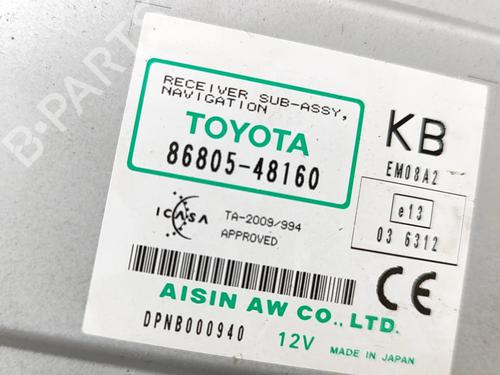 B-PARTS
RECEIVER SUB-ASSY,
NAVIGATION
TOYOTA
86805-48160
KB
EM08A2
e13
03 6312
ICASA
TA-2009/994
APPROVED
CE
AISIN AW CO., LTD.
DPNB000940
12V
MADE IN JAPAN